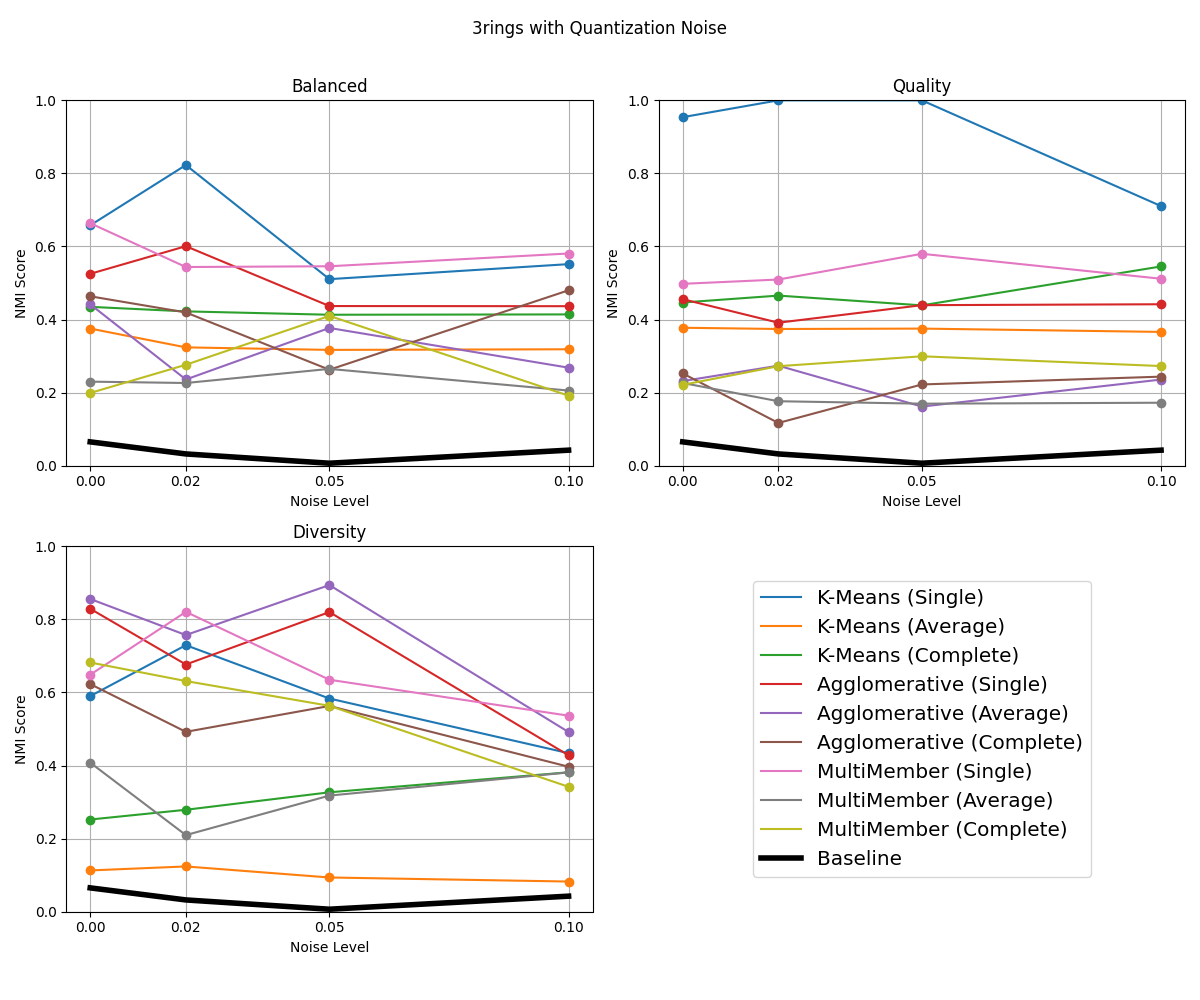 3rings with Quantization Noise
Balanced
1.0
0.8
0.6
0.4
0.2
0.0
NMI Score
0.00 0.02 0.05 0.10
Noise Level
Quality
1.0
0.8
0.6
0.4
0.2
0.0
NMI Score
0.00 0.02 0.05 0.10
Noise Level
Diversity
1.0
0.8
0.6
0.4
0.2
0.0
NMI Score
0.00 0.02 0.05 0.10
Noise Level
K-Means (Single)
K-Means (Average)
K-Means (Complete)
Agglomerative (Single)
Agglomerative (Average)
Agglomerative (Complete)
MultiMember (Single)
MultiMember (Average)
MultiMember (Complete)
Baseline